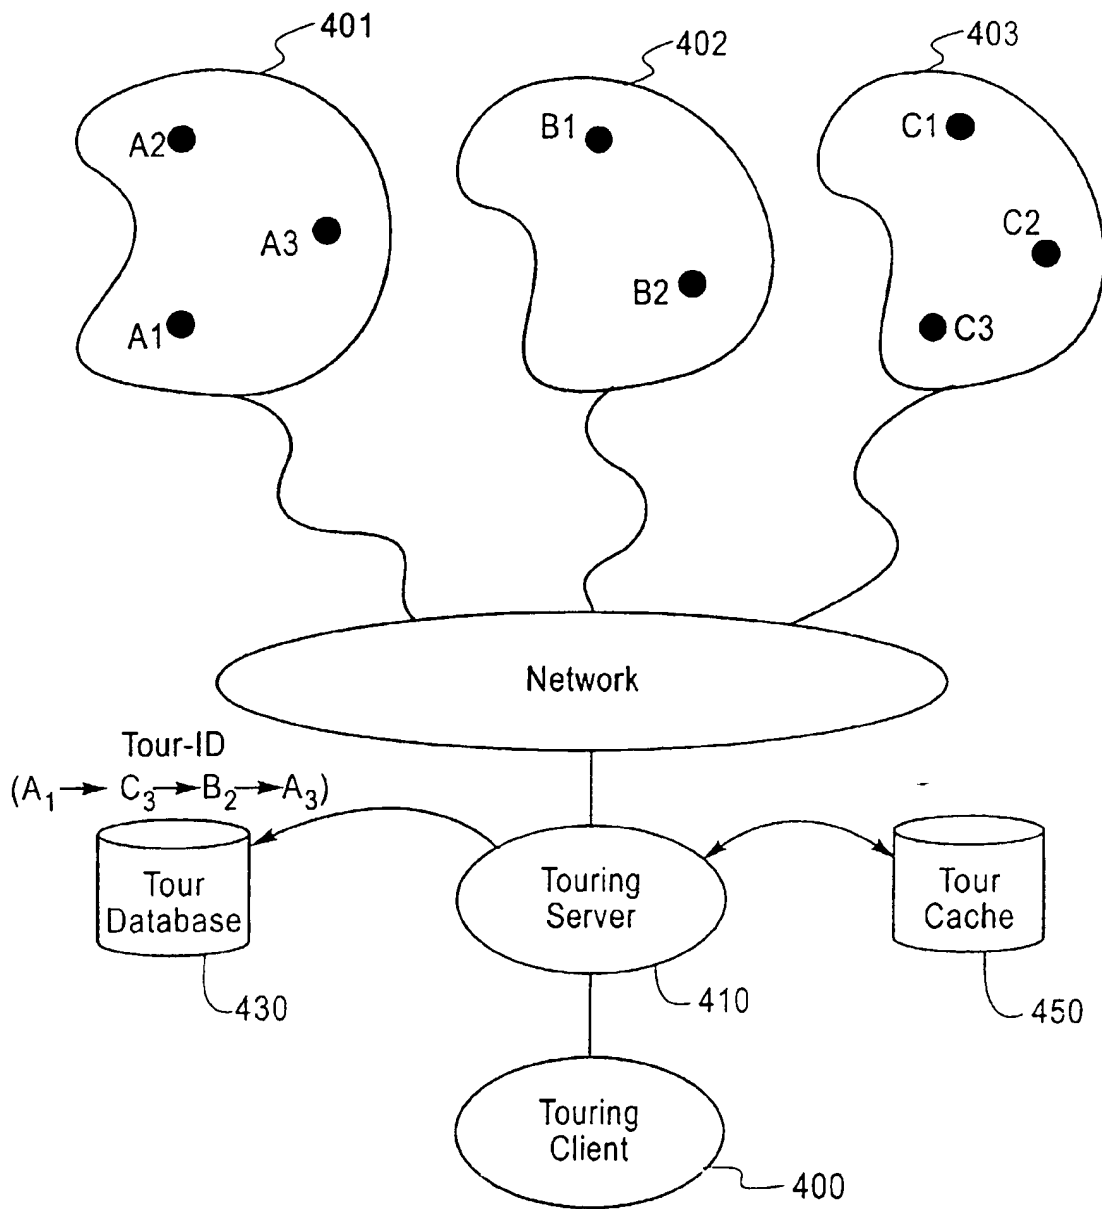 401
402
403
A2
A3
A1
B1
B2
C1
C2
C3
Network
Tour-ID
(A₁→ C₃→B₂→A₃)
Tour
Database
Touring
Server
Tour
Cache
430
410
450
Touring
Client
400